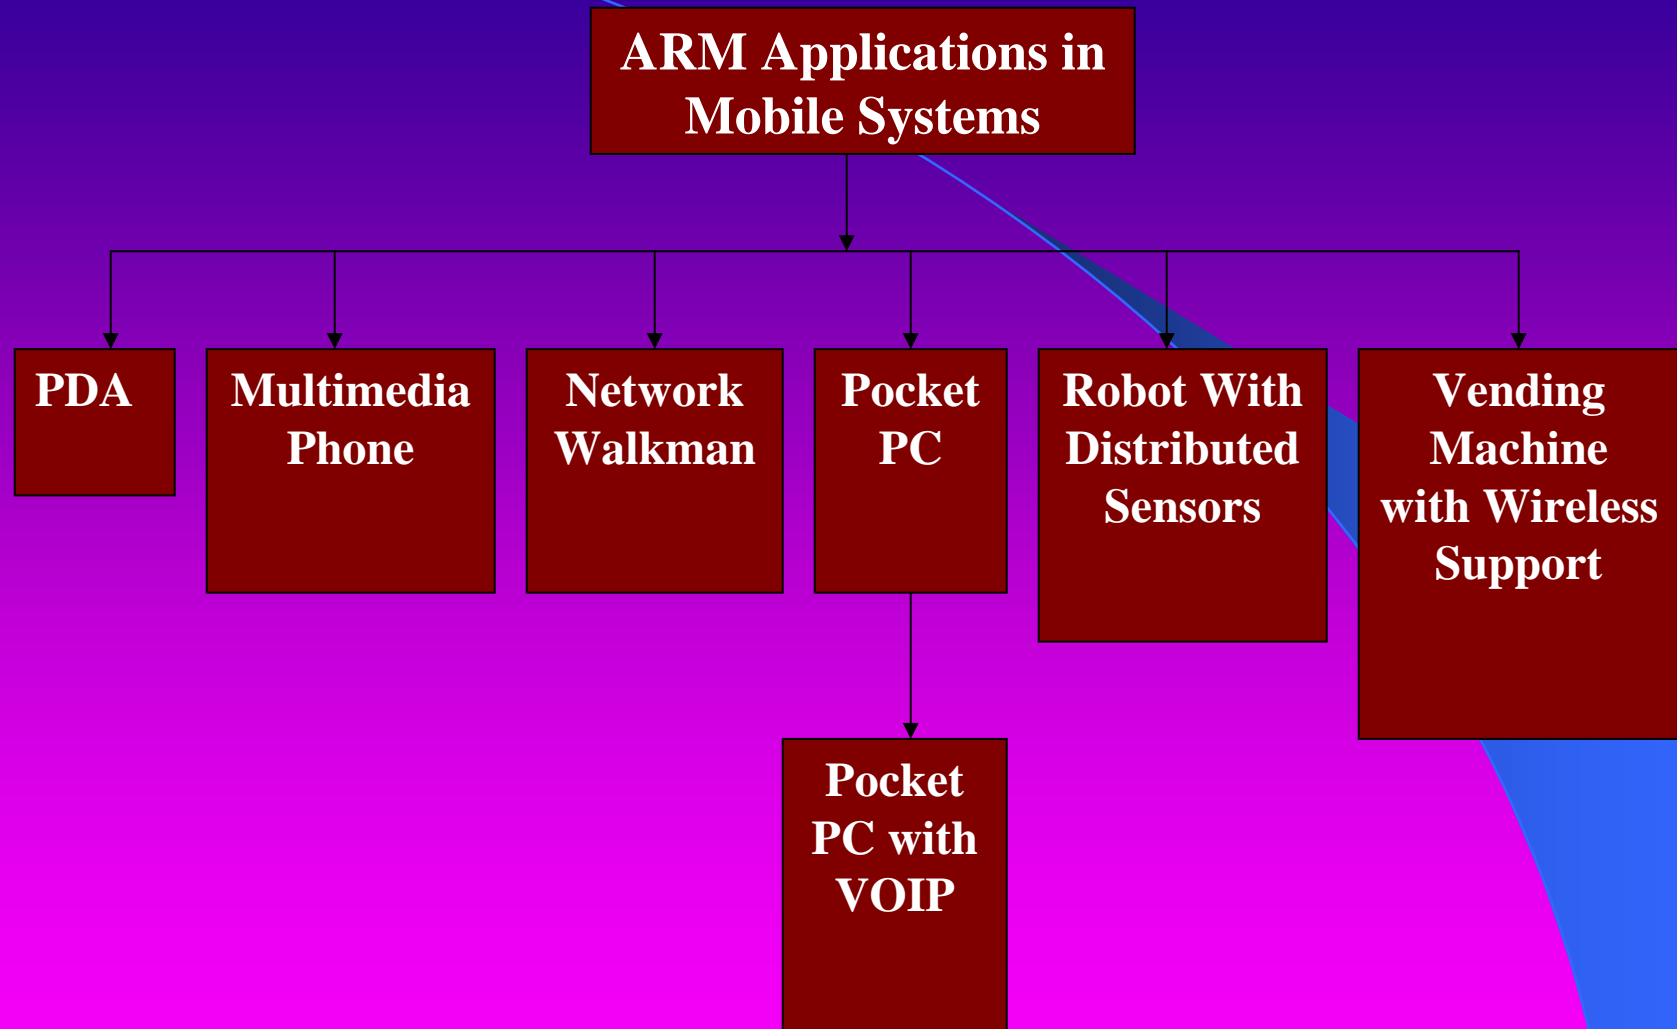 ARM Applications in
Mobile Systems
PDA
Multimedia
Phone
Network
Walkman
Pocket
PC
Robot With
Distributed
Sensors
Vending
Machine
with Wireless
Support
Pocket
PC with
VOIP